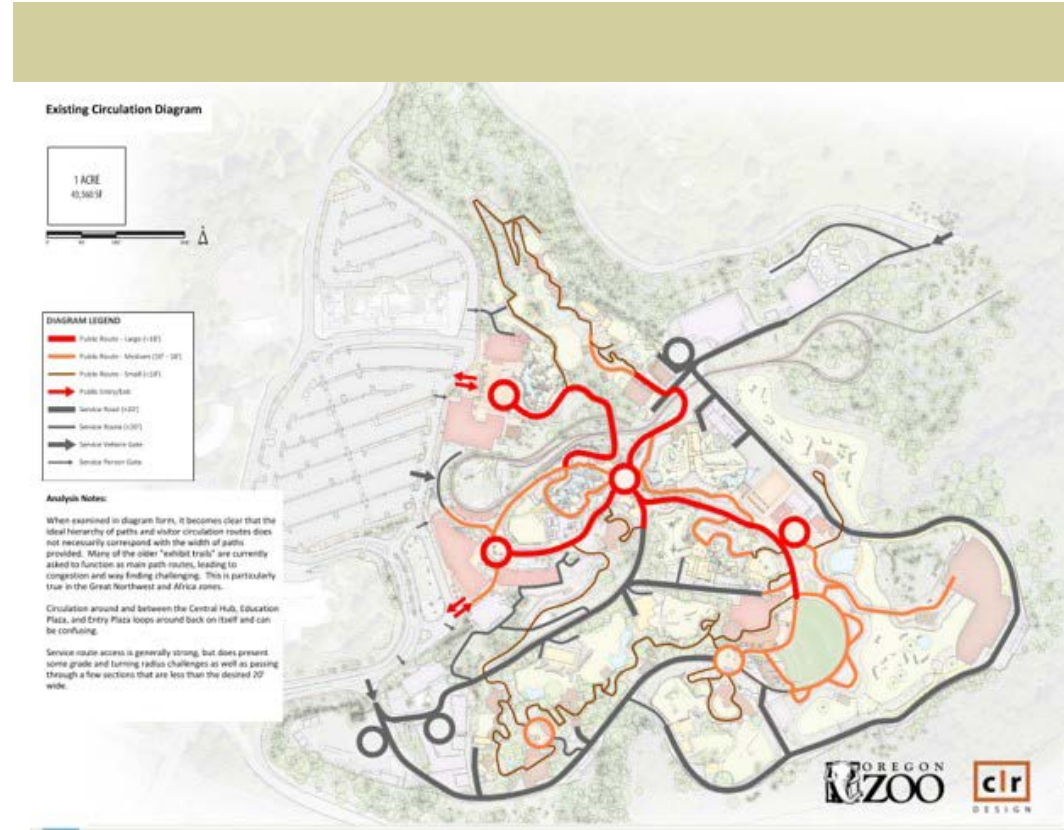 Existing Circulation Diagram
1 ACRE
43,560 SF
DIAGRAM LEGEND
Public Route - Large (>18')
Public Route - Medium (10' - 18')
Public Route - Small (<10')
Public Entry/Exit
Service Road (>20')
Service Route (<20')
Service Vehicle Gate
Service Person Gate
Analysis Notes:
When examined in diagram form, it becomes clear that the
ideal hierarchy of paths and visitor circulation routes does
not necessarily correspond with the width of paths
provided. Many of the older "exhibit trails" are currently
asked to function as main path routes, leading to
congestion and way finding challenging. This is particularly
true in the Great Northwest and Africa zones.
Circulation around and between the Central Hub, Education
Plaza, and Entry Plaza loops around back on itself and can
be confusing.
Service route access is generally strong, but does present
some grade and turning radius challenges as well as passing
through a few sections that are less than the desired 20'
wide.
OREGON
ZOO
clr
DESIGN